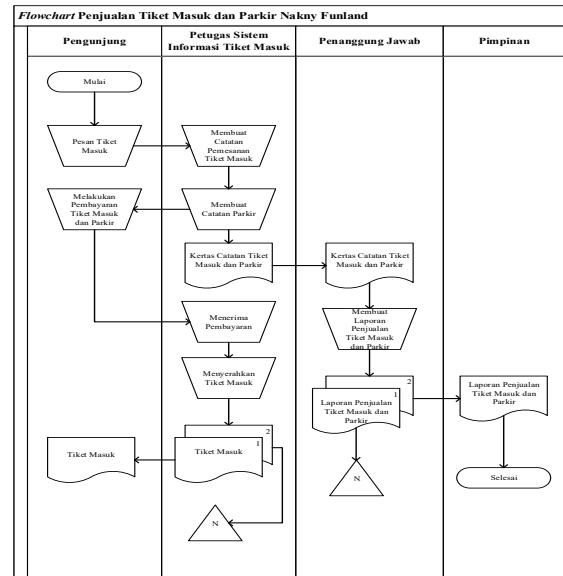 Flowchart Penjualan Tiket Masuk dan Parkir Nakny Funland
Pengunjung
Petugas Sistem
Informasi Tiket Masuk
Penanggung Jawab
Pimpinan
Mulai
Pesan Tiket
Masuk
Membuat
Catatan
Pemesanan
Tiket Masuk
Melakukan
Pembayaran
Tiket Masuk
dan Parkir
Membuat
Catatan Parkir
Kertas Catatan Tiket
Masuk dan Parkir
Kertas Catatan Tiket
Masuk dan Parkir
Menerima
Pembayaran
Membuat
Laporan
Penjualan
Tiket Masuk
dan Parkir
Menyerahkan
Tiket Masuk
2
1
Laporan Penjualan
Tiket Masuk dan
Parkir
Laporan Penjualan
Tiket Masuk dan
Parkir
Tiket Masuk
2
1
Tiket Masuk
N
N
Selesai